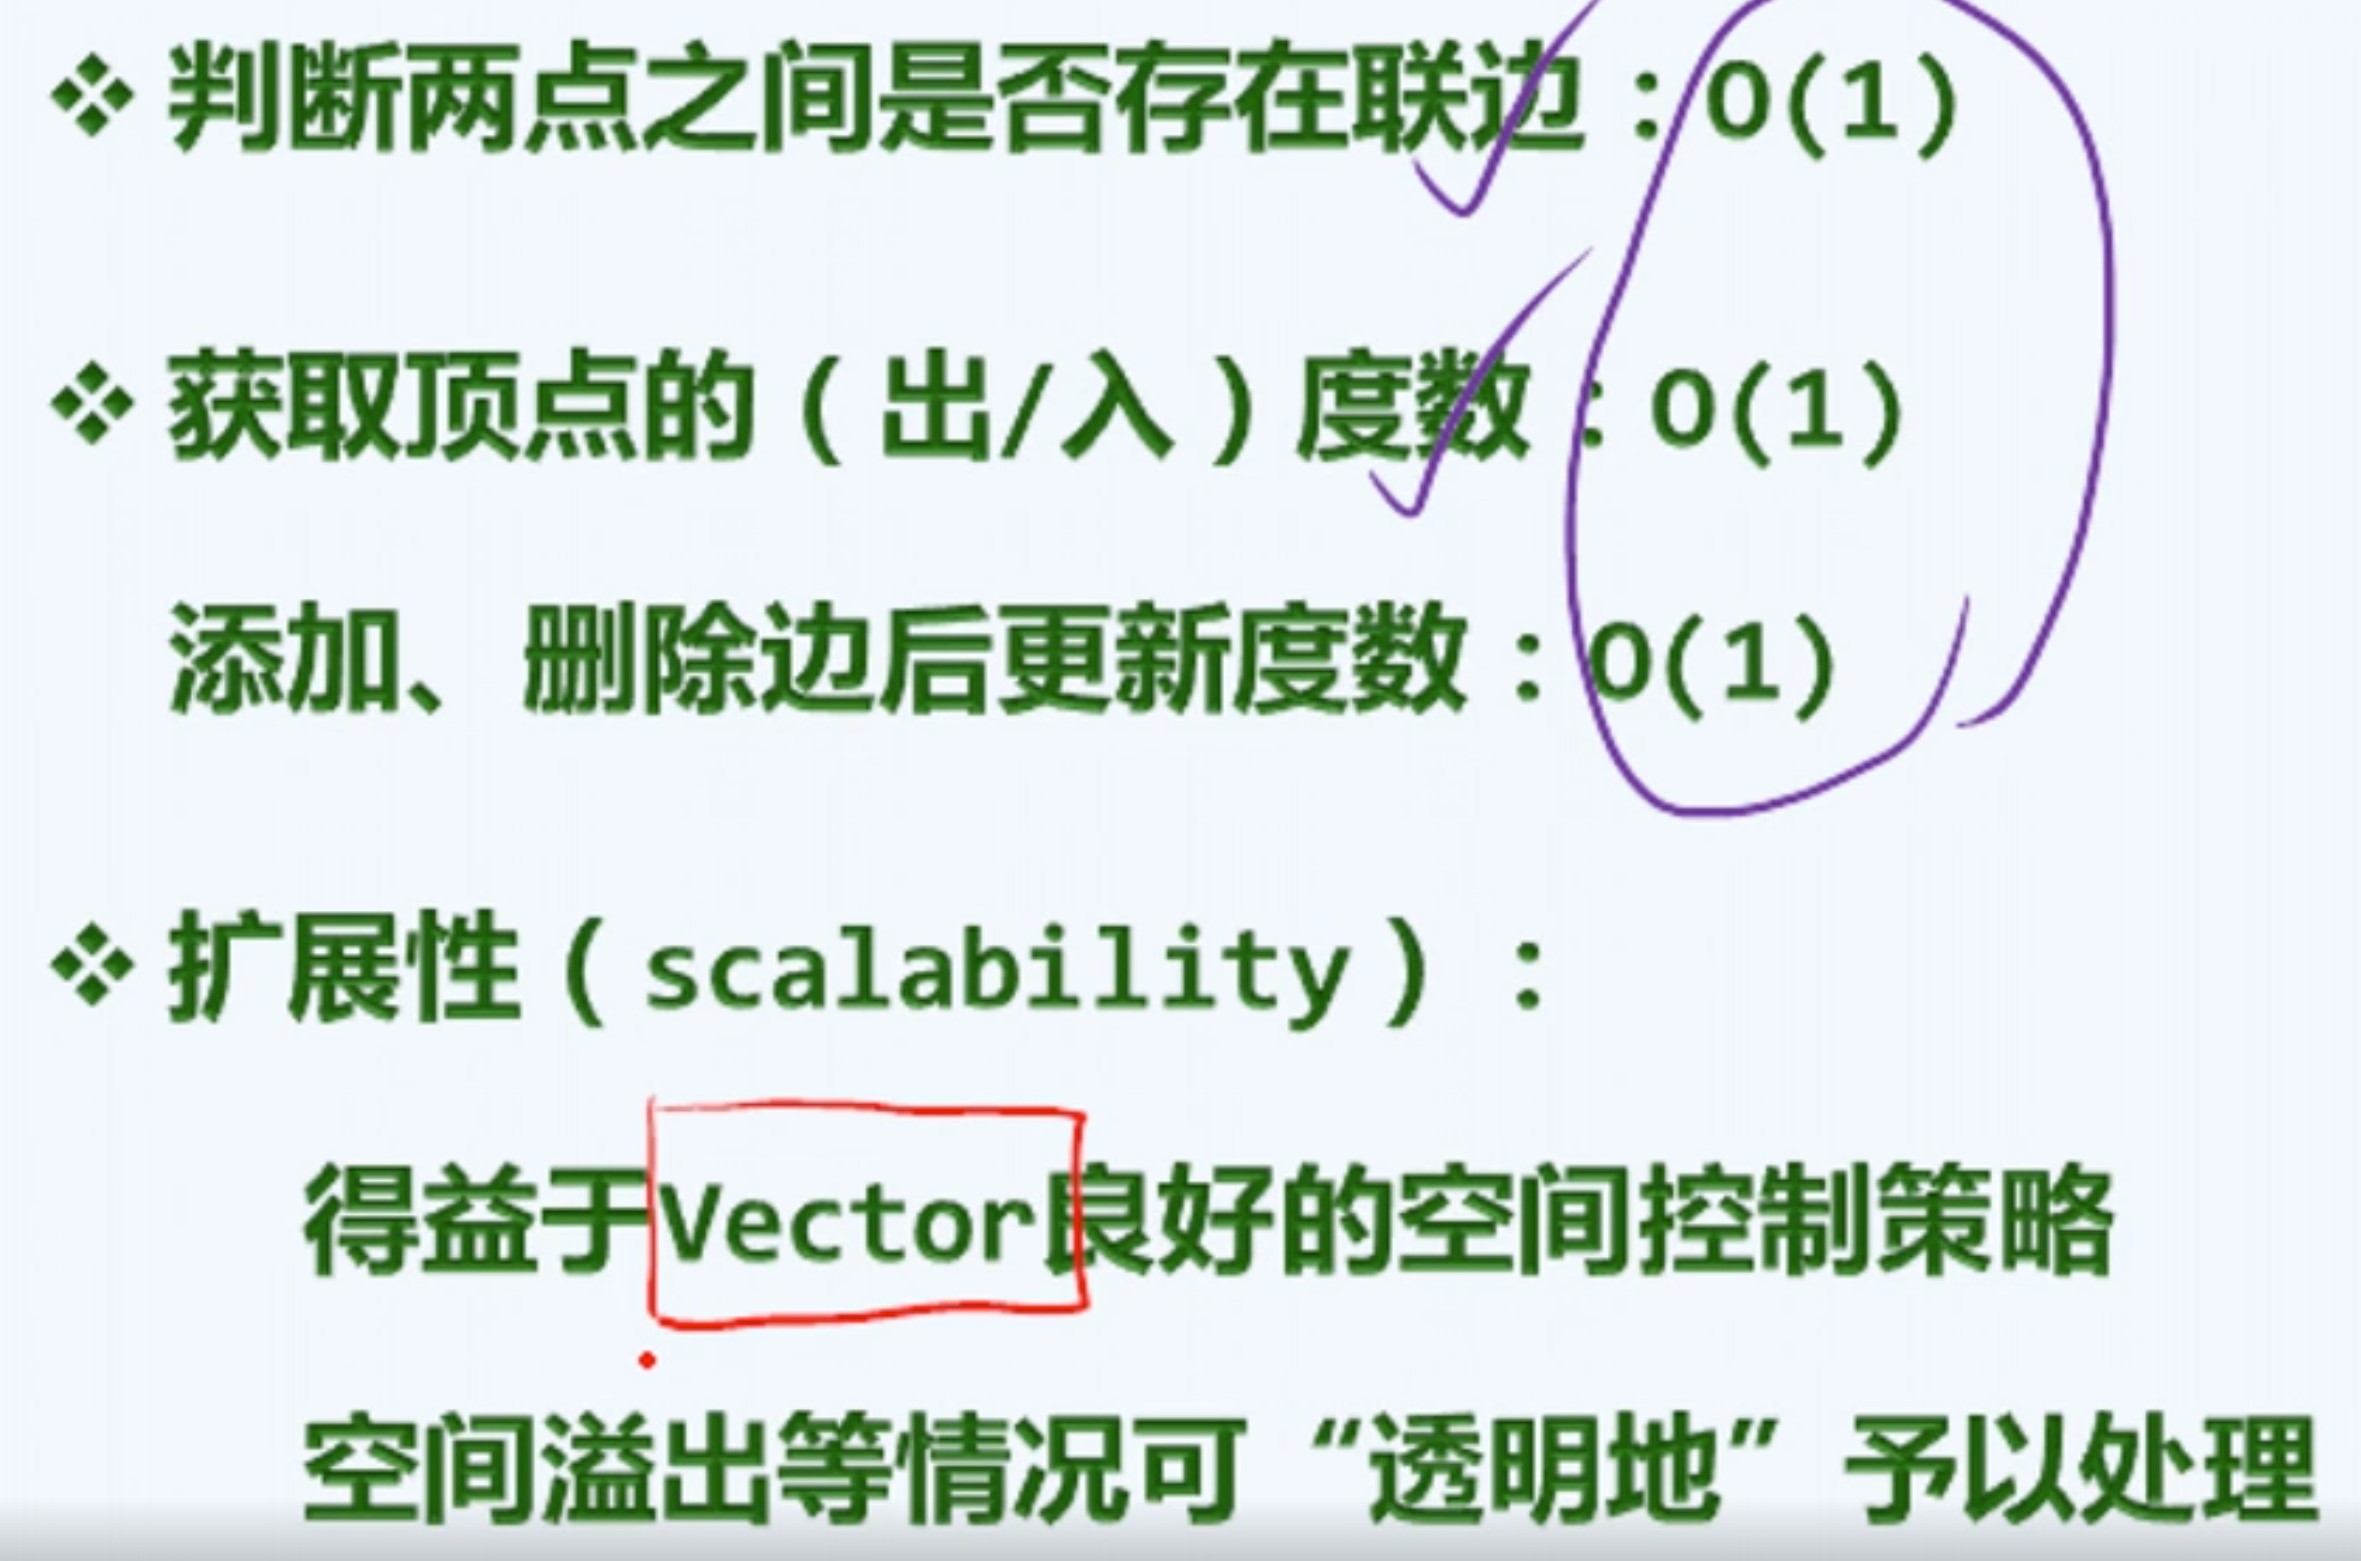 ❖ 判断两点之间是否存在联边：O(1)
❖ 获取顶点的（出/入）度数：O(1)
添加、删除边后更新度数：O(1)
❖ 扩展性（scalability）：
得益于Vector良好的空间控制策略
空间溢出等情况可“透明地”予以处理